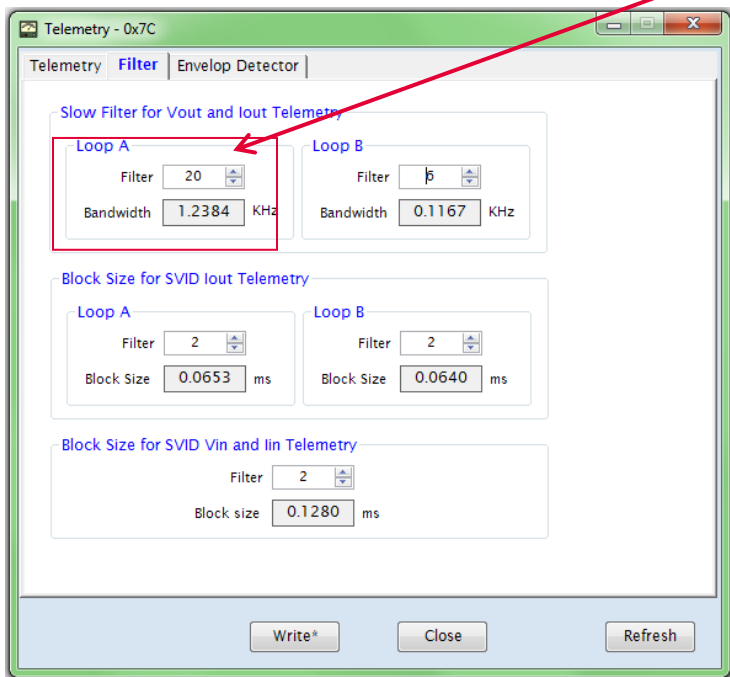 Telemetry - 0x7C
Telemetry Filter Envelop Detector
Slow Filter for Vout and Iout Telemetry
Loop A Loop B
Filter 20 Filter 6
Bandwidth 1.2384 KHz Bandwidth 0.1167 KHz
Block Size for SVID Iout Telemetry
Loop A Loop B
Filter 2 Filter 2
Block Size 0.0653 ms Block Size 0.0640 ms
Block Size for SVID Vin and Iin Telemetry
Filter 2
Block size 0.1280 ms
Write* Close Refresh